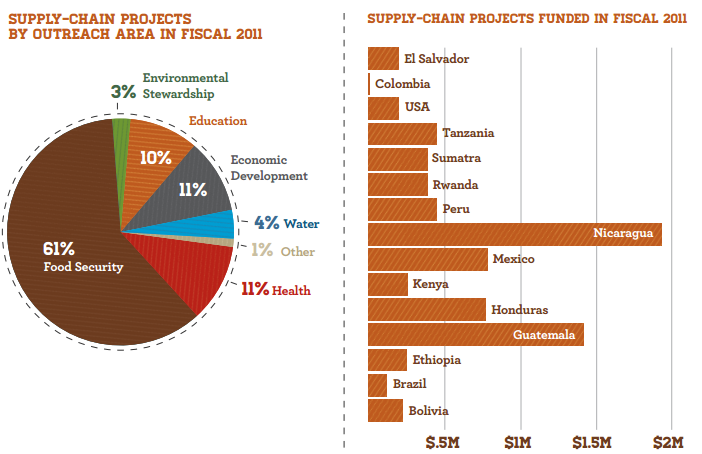 SUPPLY-CHAIN PROJECTS
BY OUTREACH AREA IN FISCAL 2011
3% Environmental
Stewardship
Education
10%
Economic
Development
11%
4% Water
1% Other
61%
Food Security
11% Health
SUPPLY-CHAIN PROJECTS FUNDED IN FISCAL 2011
El Salvador
Colombia
USA
Tanzania
Sumatra
Rwanda
Peru
Nicaragua
Mexico
Kenya
Honduras
Guatemala
Ethiopia
Brazil
Bolivia
$.5M $1M $1.5M $2M